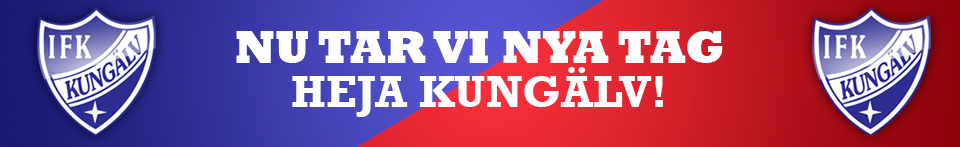 IFK
KUNGÄLV
NU TAR VI NYA TAG
HEJA KUNGÄLV!
IFK
KUNGÄLV